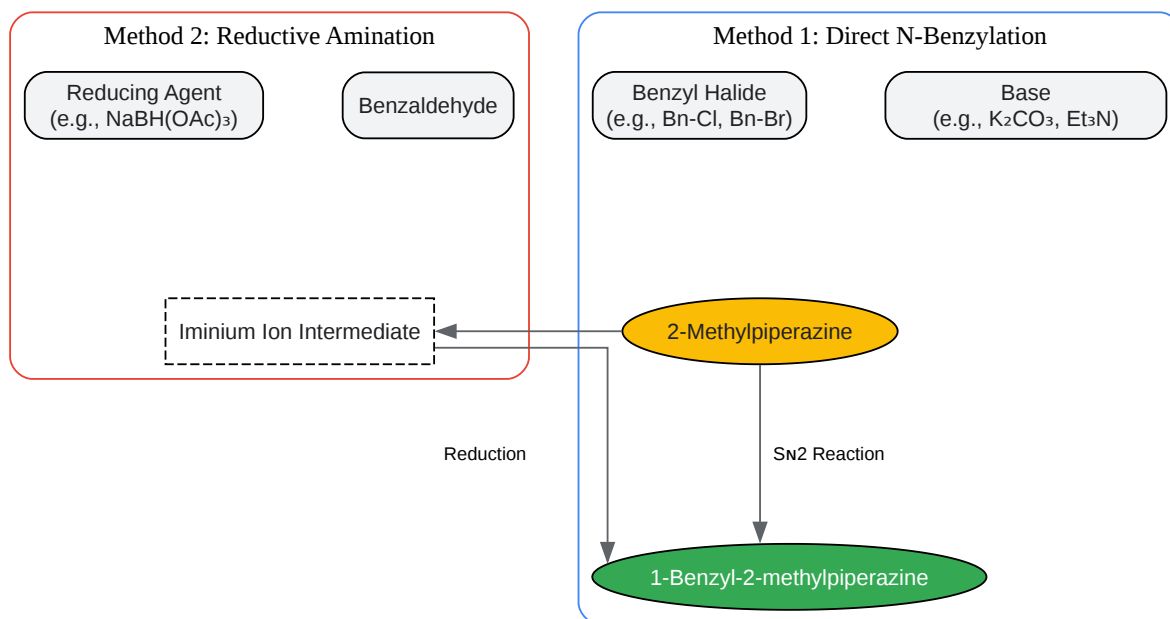 Method 2: Reductive Amination
Reducing Agent
(e.g., NaBH(OAc)₃)
Benzaldehyde
Method 1: Direct N-Benzylation
Benzyl Halide
(e.g., Bn-Cl, Bn-Br)
Base
(e.g., K₂CO₃, Et₃N)
Iminium Ion Intermediate
2-Methylpiperazine
Reduction
Sɴ2 Reaction
1-Benzyl-2-methylpiperazine